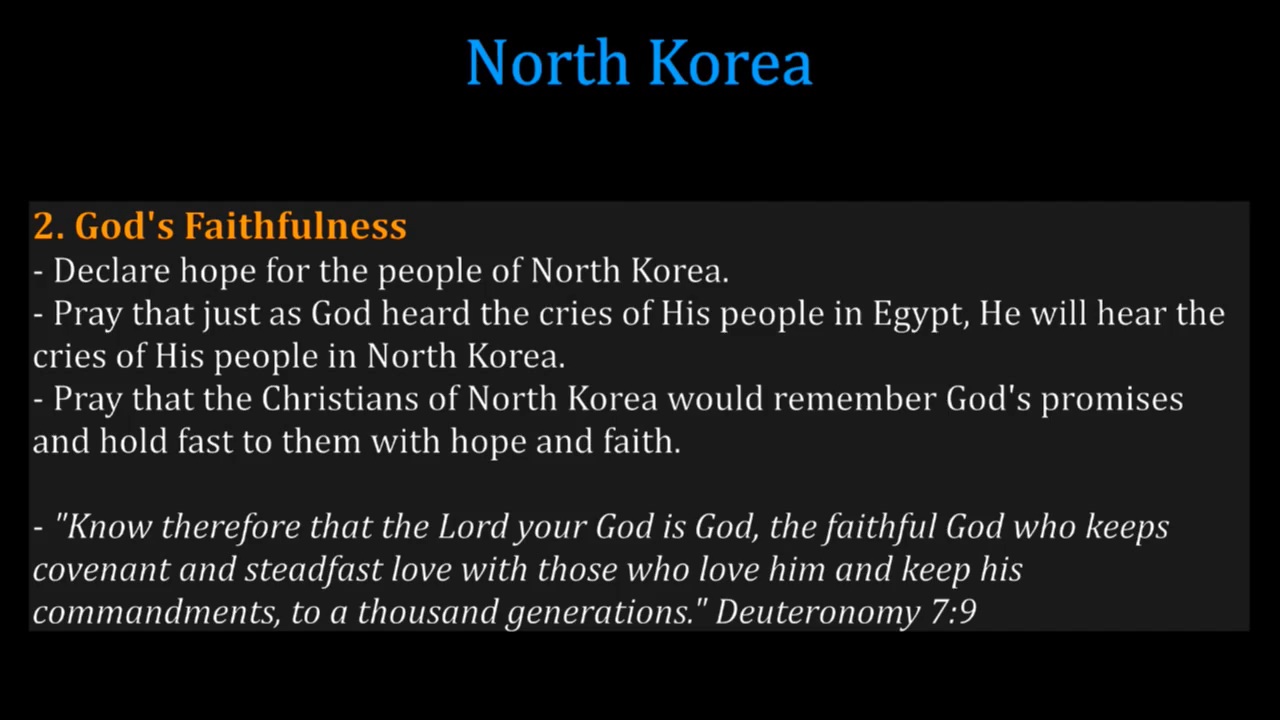 North Korea
2. God's Faithfulness
- Declare hope for the people of North Korea.
- Pray that just as God heard the cries of His people in Egypt, He will hear the
cries of His people in North Korea.
- Pray that the Christians of North Korea would remember God's promises
and hold fast to them with hope and faith.
- "Know therefore that the Lord your God is God, the faithful God who keeps
covenant and steadfast love with those who love him and keep his
commandments, to a thousand generations." Deuteronomy 7:9